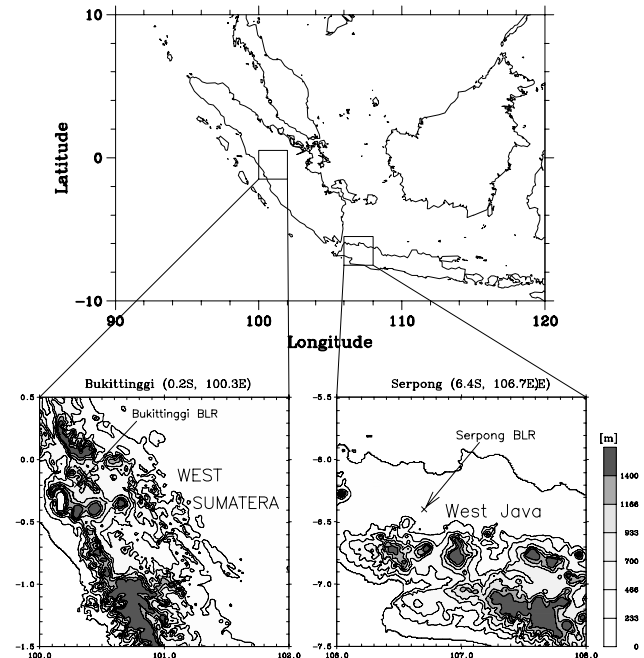 10
0
-10
Latitude
90 100 110 120
Longitude
Bukittinggi (0.2S, 100.3E)
0.5
0.0
-0.5
-1.0
-1.5
100.0 101.0 102.0
Bukittinggi BLR
WEST
SUMATERA
Serpong (6.4S, 106.7E)E)
-5.5
-6.0
-6.5
-7.0
-7.5
106.0 107.0 108.0
Serpong BLR
West Java
[m]
1400
1166
933
700
466
233
0